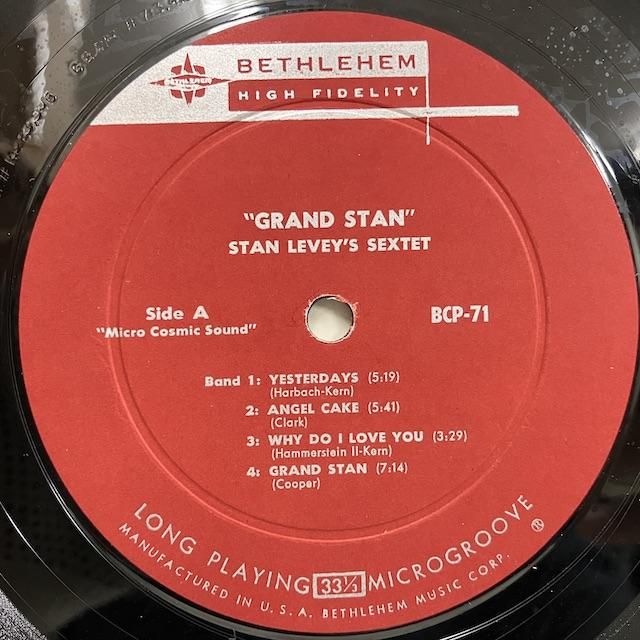 BETHLEHEM
BETHLEHEM
HIGH FIDELITY
"GRAND STAN"
STAN LEVEY'S SEXTET
Side A
"Micro Cosmic Sound"
BCP-71
Band 1: YESTERDAYS (5:19)
(Harbach-Kern)
2: ANGEL CAKE (5:41)
(Clark)
3: WHY DO I LOVE YOU (3:29)
(Hammerstein II-Kern)
4: GRAND STAN (7:14)
(Cooper)
LONG PLAYING 33⅓ MICROGROOVE
MANUFACTURED IN U.S.A. BETHLEHEM MUSIC CORP.